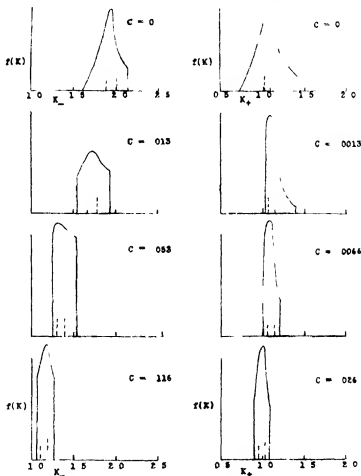 C = 0
f(K)
1 0 1 5 2 0 2 5
K_
C = 0
f(K)
0 5 1 0 1 5 2 0
K+
C = 013
C = 0013
C = 053
C = 0066
C = 116
f(K)
1 0 1 5 2 0 2 5
K_
C = 026
f(K)
0 5 1 0 1 5 2 0
K+